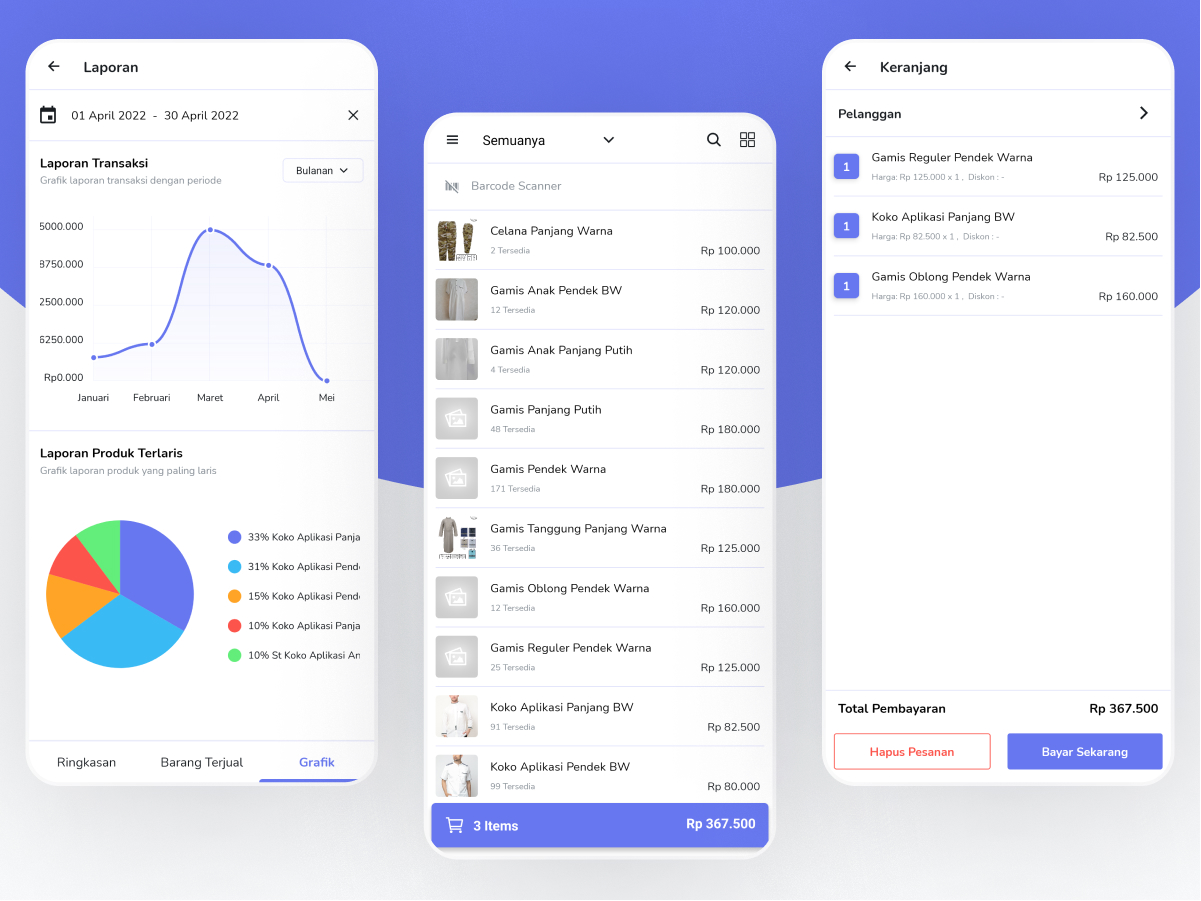 Laporan
01 April 2022 - 30 April 2022
Laporan Transaksi
Grafik laporan transaksi dengan periode
Bulanan
5000.000
8750.000
2500.000
6250.000
Rp0.000
Januari Februari Maret April Mei
Laporan Produk Terlaris
Grafik laporan produk yang paling laris
33% Koko Aplikasi Panja
31% Koko Aplikasi Pend
15% Koko Aplikasi Pend
10% Koko Aplikasi Panja
10% St Koko Aplikasi An
Ringkasan Barang Terjual Grafik
Semuanya
Barcode Scanner
Celana Panjang Warna
2 Tersedia Rp 100.000
Gamis Anak Pendek BW
12 Tersedia Rp 120.000
Gamis Anak Panjang Putih
4 Tersedia Rp 120.000
Gamis Panjang Putih
48 Tersedia Rp 180.000
Gamis Pendek Warna
171 Tersedia Rp 180.000
Gamis Tanggung Panjang Warna
36 Tersedia Rp 125.000
Gamis Oblong Pendek Warna
12 Tersedia Rp 160.000
Gamis Reguler Pendek Warna
25 Tersedia Rp 125.000
Koko Aplikasi Panjang BW
91 Tersedia Rp 82.500
Koko Aplikasi Pendek BW
99 Tersedia Rp 80.000
3 Items Rp 367.500
Keranjang
Pelanggan
1 Gamis Reguler Pendek Warna
Harga: Rp 125.000 x 1 , Diskon : - Rp 125.000
1 Koko Aplikasi Panjang BW
Harga: Rp 82.500 x 1 , Diskon : - Rp 82.500
1 Gamis Oblong Pendek Warna
Harga: Rp 160.000 x 1 , Diskon : - Rp 160.000
Total Pembayaran Rp 367.500
Hapus Pesanan Bayar Sekarang